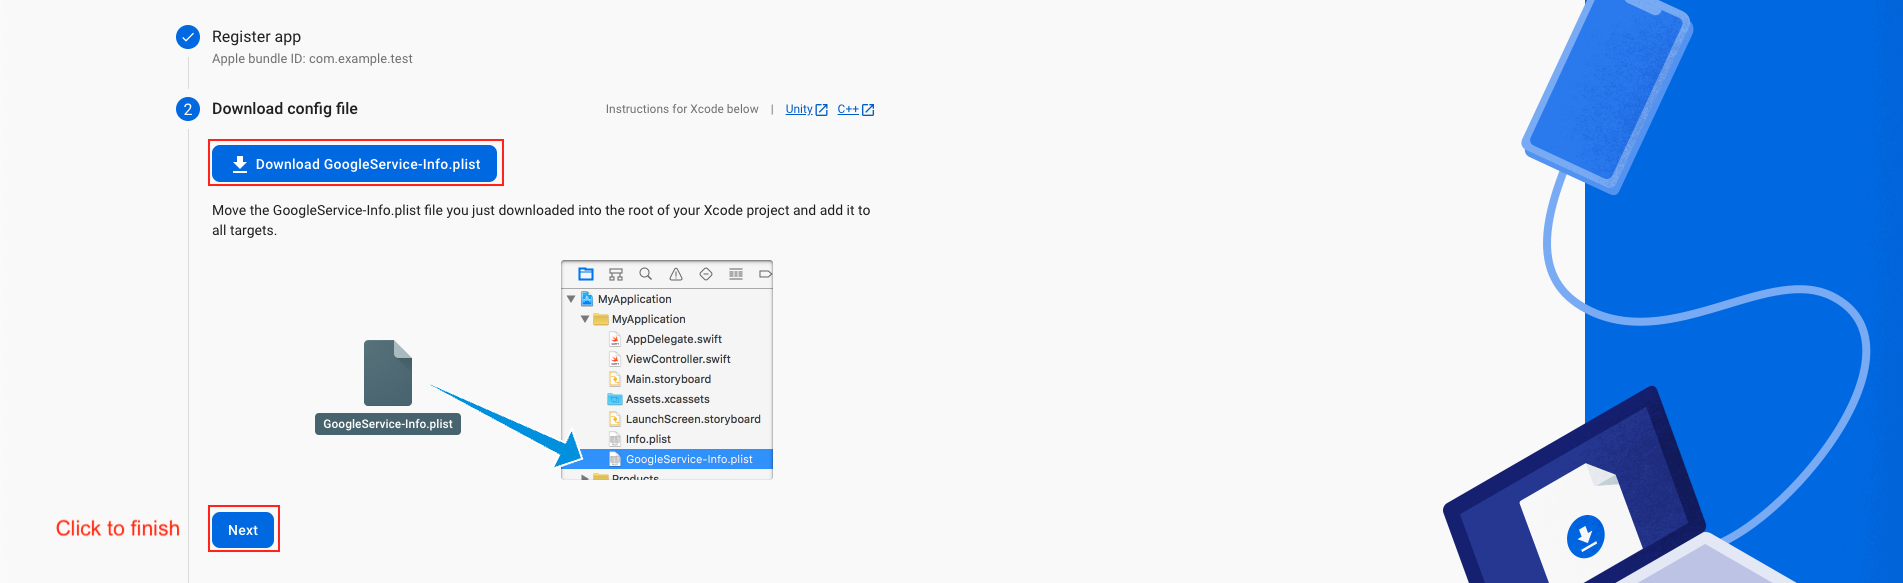 Register app
Apple bundle ID: com.example.test
2 Download config file
Instructions for Xcode below | Unity C++
Download GoogleService-Info.plist
Move the GoogleService-Info.plist file you just downloaded into the root of your Xcode project and add it to
all targets.
MyApplication
MyApplication
AppDelegate.swift
ViewController.swift
Main.storyboard
Assets.xcassets
LaunchScreen.storyboard
Info.plist
GoogleService-Info.plist
Products
GoogleService-Info.plist
Click to finish
Next